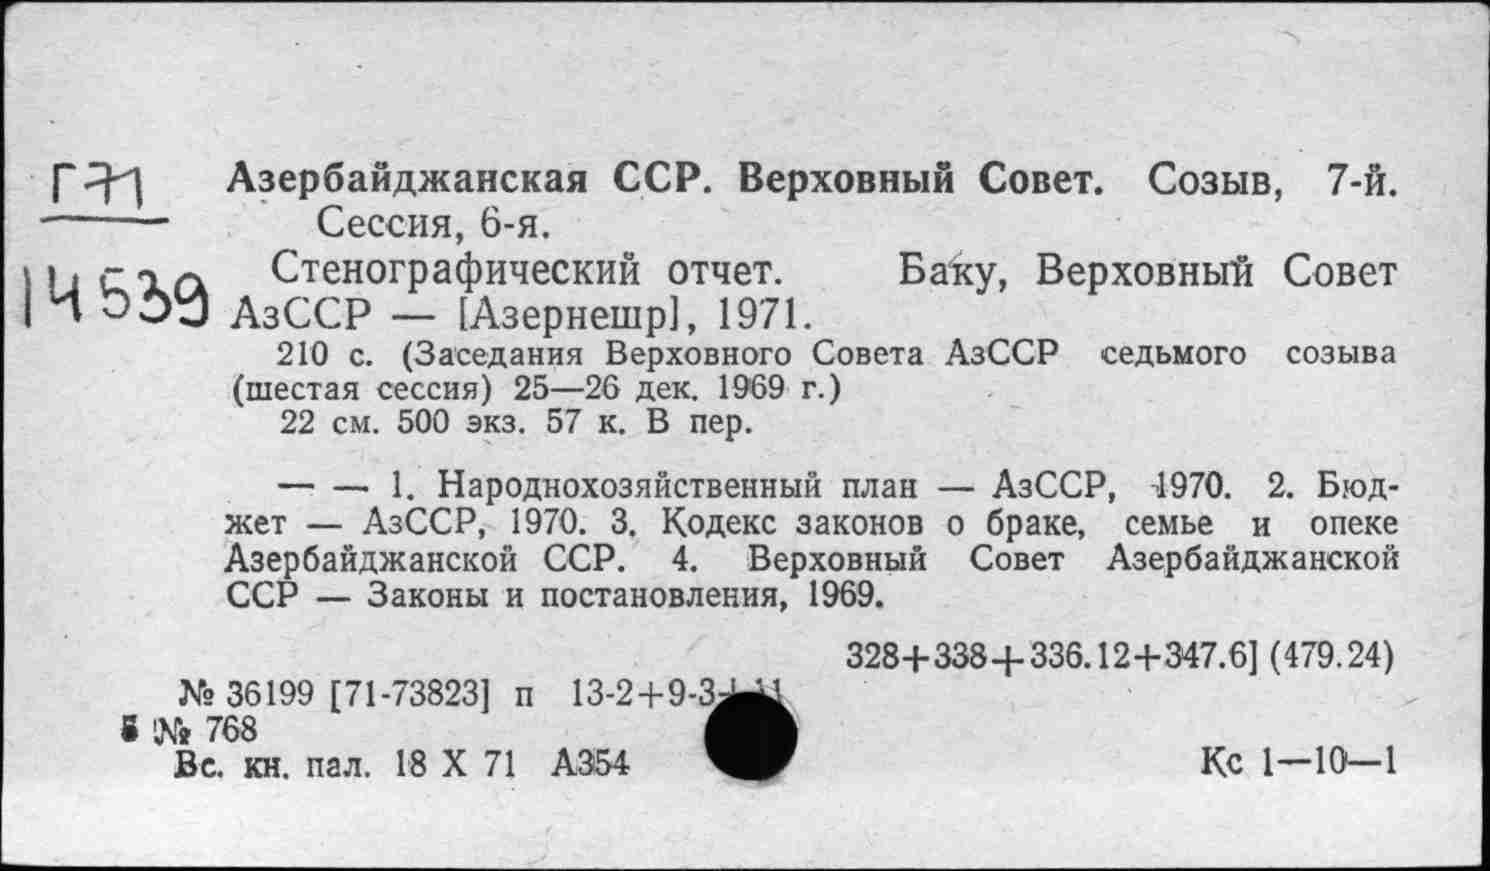 Азербайджанская ССР. Верховный Совет. Созыв, 7-й.
Сессия, 6-я.
14539
Стенографический отчет. Баку, Верховный Совет
АзССР — [Азернешр], 1971.
210 с. (Заседания Верховного Совета АзССР седьмого созыва
(шестая сессия) 25—26 дек. 1969 г.)
22 см. 500 экз. 57 к. В пер.
— — 1. Народнохозяйственный план — АзССР, 1970. 2. Бюд-
жет — АзССР, 1970. 3. Кодекс законов о браке, семье и опеке
Азербайджанской ССР. 4. Верховный Совет Азербайджанской
ССР — Законы и постановления, 1969.
328+338+336.12+347.6] (479.24)
№ 36199 [71-73823] п 13-2+9-3
№ 768
Вс. кн. пал. 18 X 71 А354
Кс 1—10—1